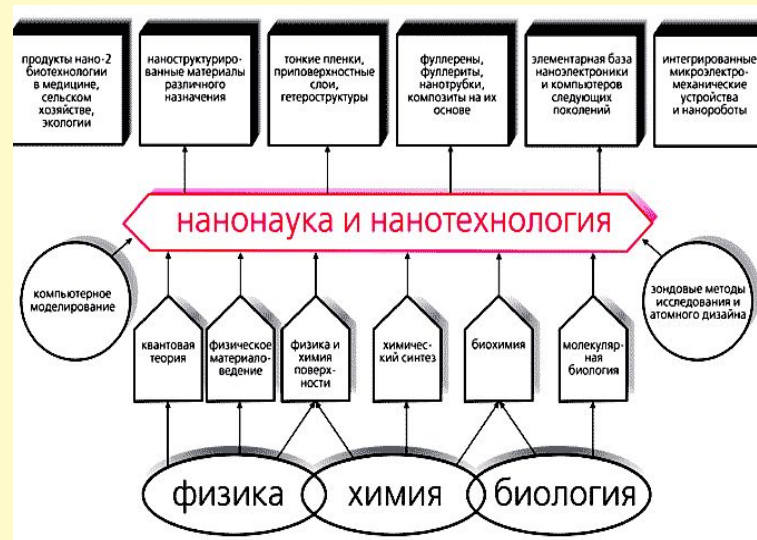 продукты нано-2
биотехнологии
в медицине,
сельском
хозяйстве,
экологии
наноструктуриро-
ванные материалы
различного
назначения
тонкие пленки,
приповерхностные
слои,
гетероструктуры
фуллерены,
фуллериты,
нанотрубки,
композиты на их
основе
элементарная база
наноэлектроники
и компьютеров
следующих
поколений
интегрированные
микроэлектро-
механические
устройства
и нанороботы
нанонаука и нанотехнология
компьютерное
моделирование
зондовые методы
исследования и
атомного дизайна
квантовая
теория
физическое
материало-
ведение
физика и
химия
поверх-
ности
химичес-
кий синтез
биохимия
молекуляр-
ная
биология
физика
химия
биология